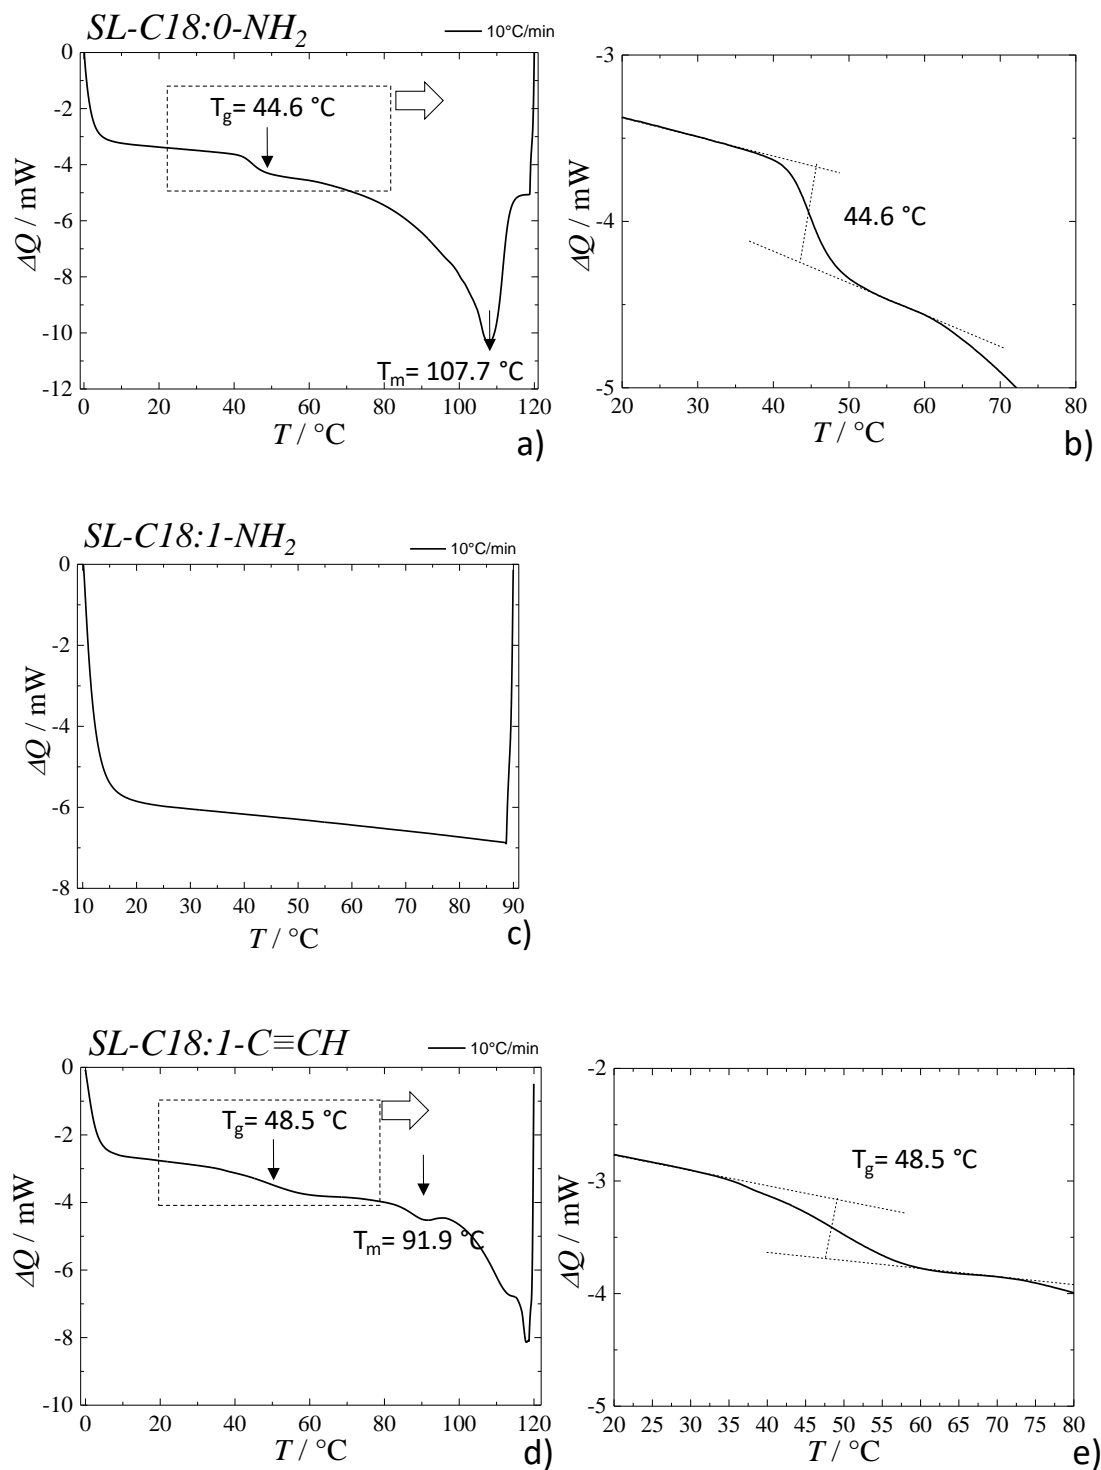 SL-C18:0-NH2
10°C/min
0
-2
-4
-6
-8
-10
-12
ΔQ / mW
Tg= 44.6 °C
Tm= 107.7 °C
0 20 40 60 80 100 120
T / °C
a)
-3
-4
-5
ΔQ / mW
44.6 °C
20 30 40 50 60 70 80
T / °C
b)
SL-C18:1-NH2
10°C/min
0
-2
-4
-6
-8
ΔQ / mW
10 20 30 40 50 60 70 80 90
T / °C
c)
SL-C18:1-C≡CH
10°C/min
0
-2
-4
-6
-8
-10
ΔQ / mW
Tg= 48.5 °C
Tm= 91.9 °C
0 20 40 60 80 100 120
T / °C
d)
-2
-3
-4
-5
ΔQ / mW
Tg= 48.5 °C
20 25 30 35 40 45 50 55 60 65 70 75 80
T / °C
e)